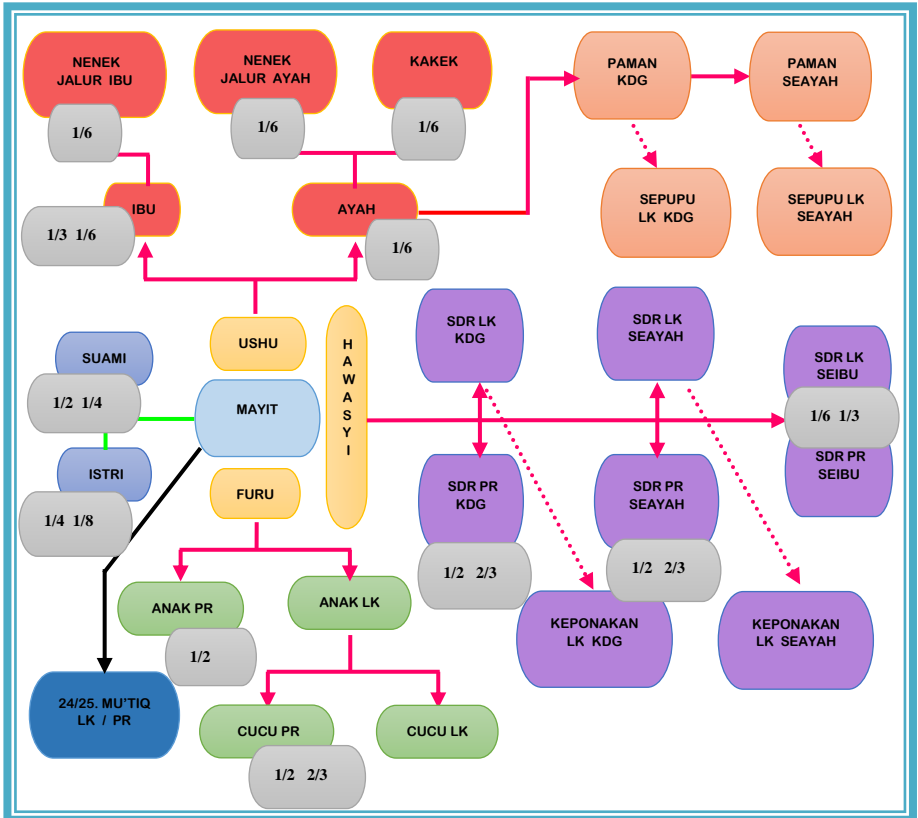 NENEK
JALUR IBU
1/6
NENEK
JALUR AYAH
1/6
KAKEK
1/6
PAMAN
KDG
PAMAN
SEAYAH
SEPUPU
LK KDG
SEPUPU LK
SEAYAH
IBU
1/3 1/6
AYAH
1/6
USHU
HAWASYI
SUAMI
1/2 1/4
MAYIT
ISTRI
1/4 1/8
FURU
SDR LK
KDG
SDR LK
SEAYAH
SDR LK
SEIBU
1/6 1/3
SDR PR
SEIBU
SDR PR
KDG
1/2 2/3
SDR PR
SEAYAH
1/2 2/3
KEPONAKAN
LK KDG
KEPONAKAN
LK SEAYAH
ANAK PR
1/2
ANAK LK
24/25. MU'TIQ
LK / PR
CUCU PR
1/2 2/3
CUCU LK